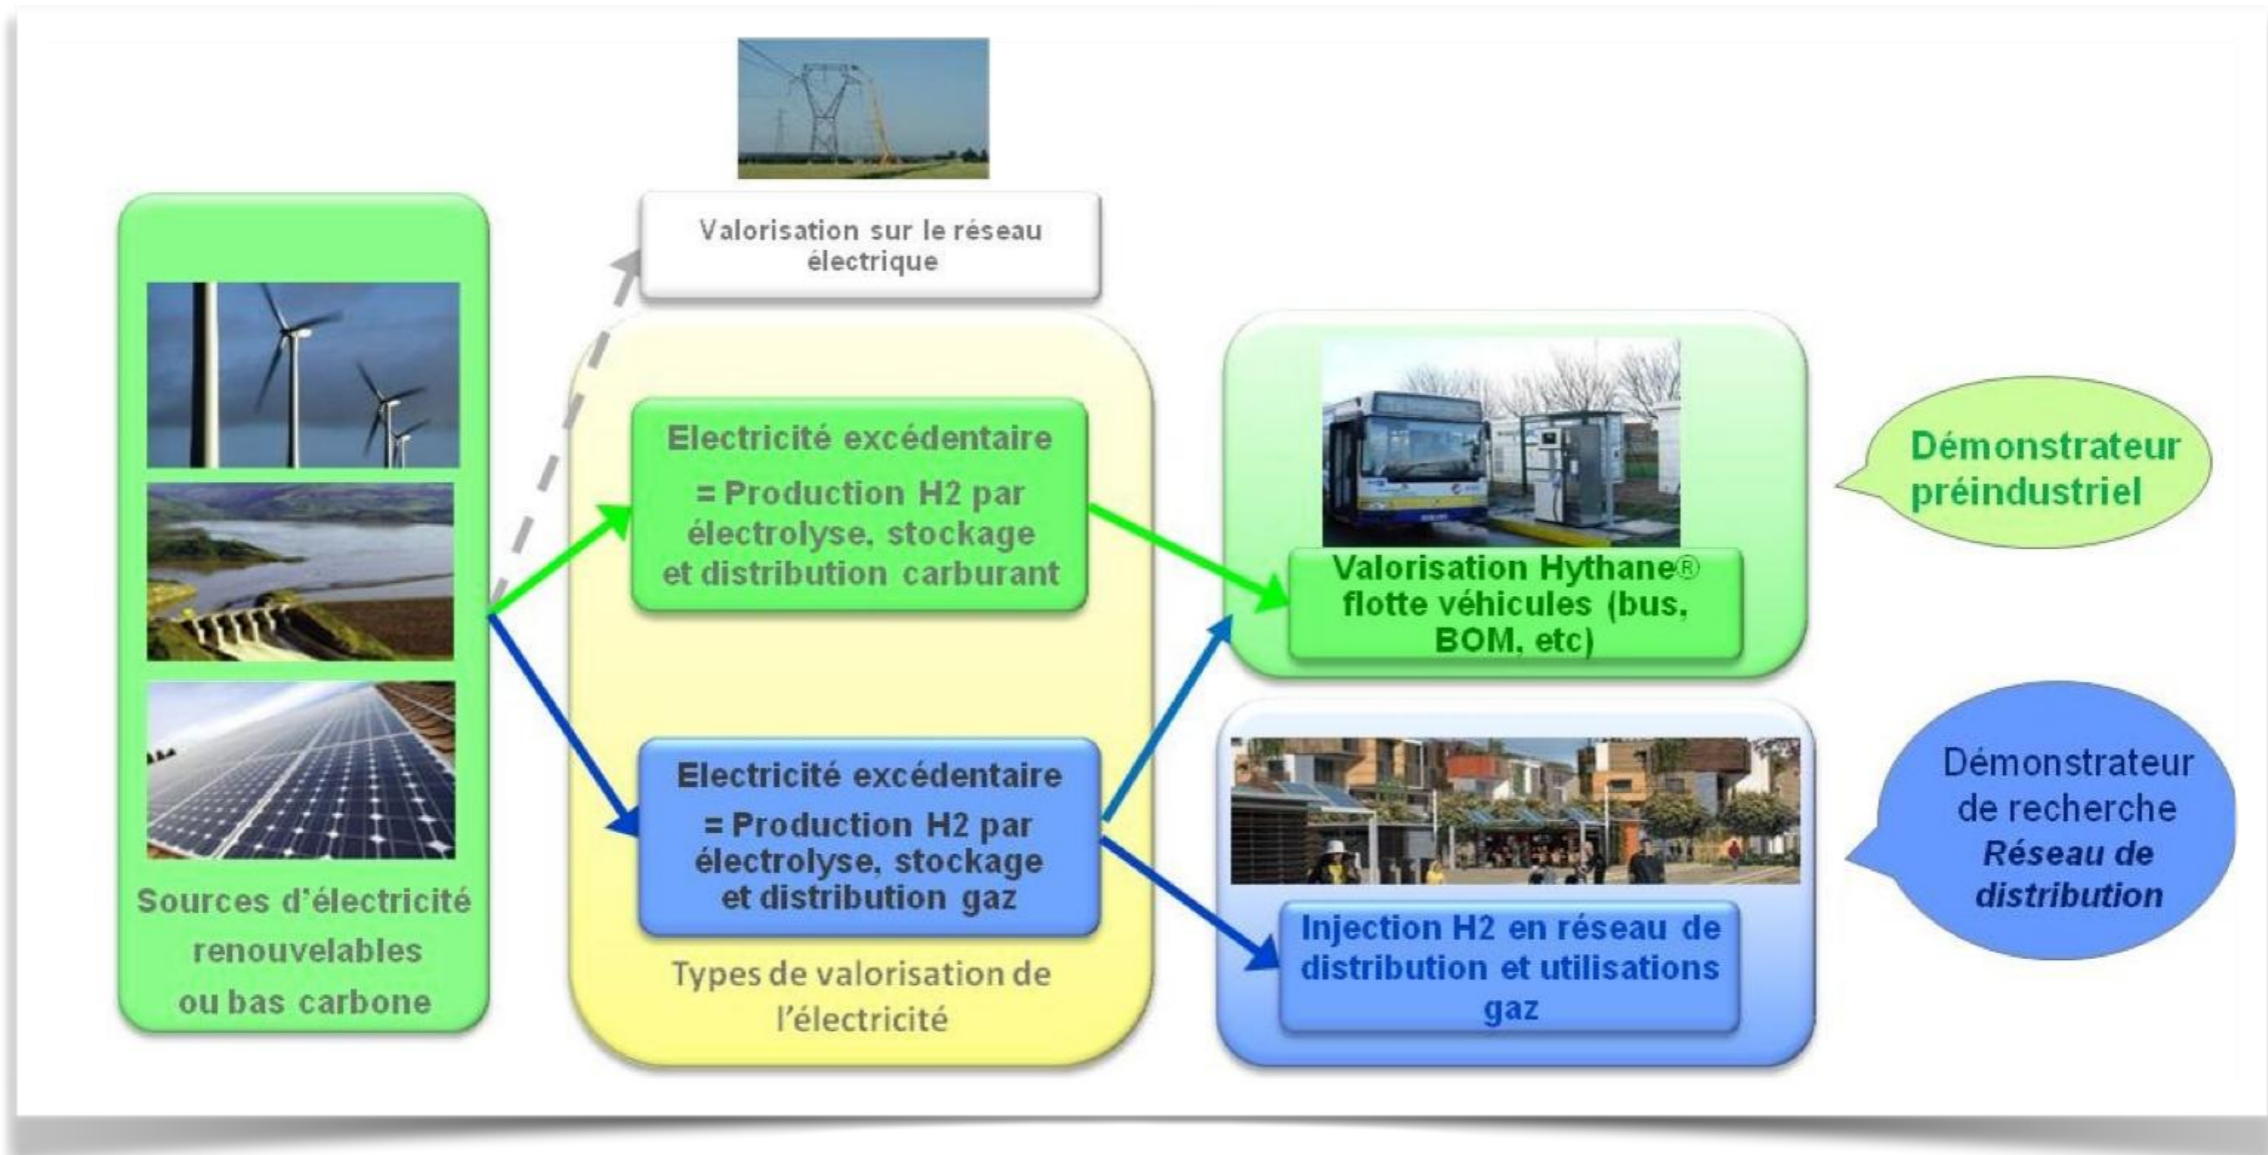 Valorisation sur le réseau
électrique
Sources d'électricité
renouvelables
ou bas carbone
Electricité excédentaire
= Production H2 par
électrolyse, stockage
et distribution carburant
Electricité excédentaire
= Production H2 par
électrolyse, stockage
et distribution gaz
Types de valorisation de
l'électricité
Valorisation Hythane®
flotte véhicules (bus,
BOM, etc)
Injection H2 en réseau de
distribution et utilisations
gaz
Démonstrateur
préindustriel
Démonstrateur
de recherche
Réseau de
distribution